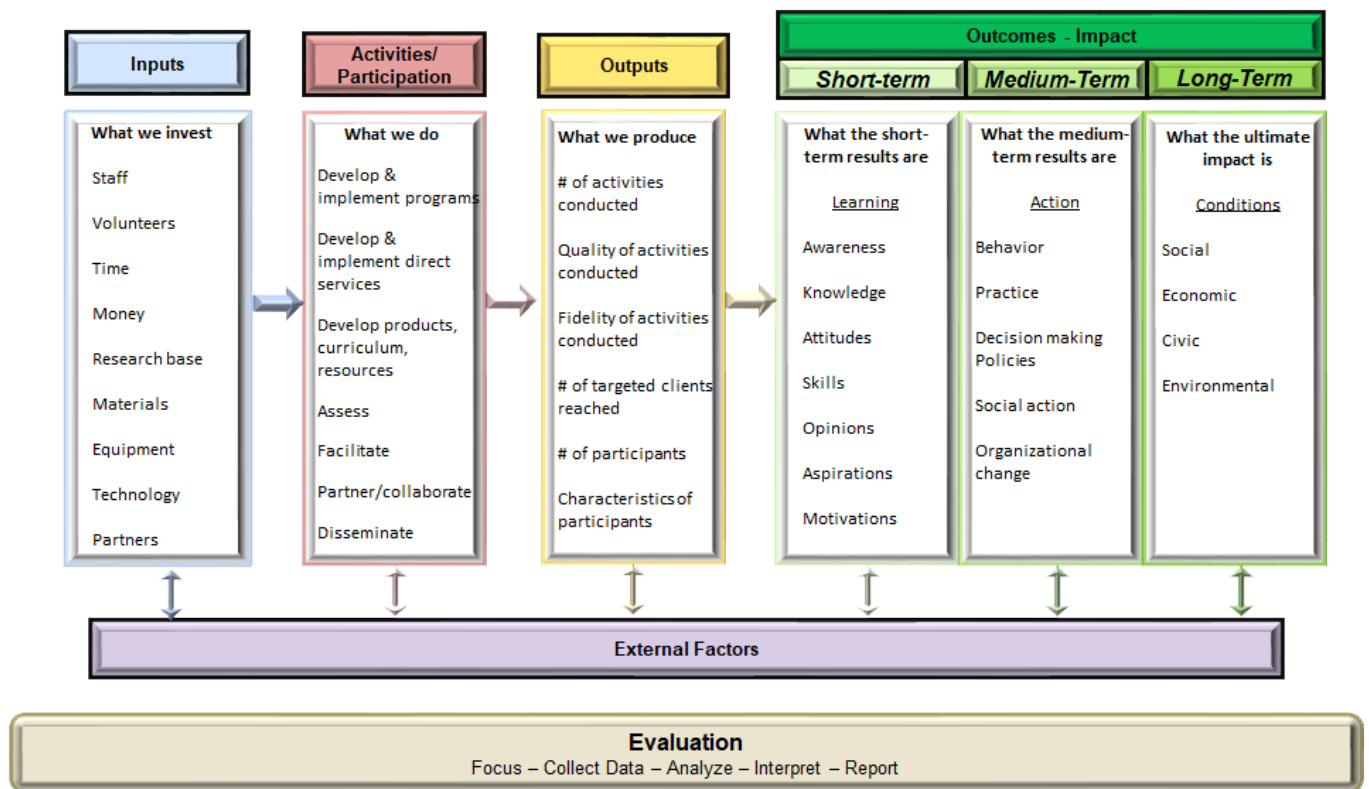 Inputs
Activities/
Participation
Outputs
Outcomes - Impact
Short-term
Medium-Term
Long-Term
What we invest
Staff
Volunteers
Time
Money
Research base
Materials
Equipment
Technology
Partners
What we do
Develop &
implement programs
Develop &
implement direct
services
Develop products,
curriculum,
resources
Assess
Facilitate
Partner/collaborate
Disseminate
What we produce
# of activities
conducted
Quality of activities
conducted
Fidelity of activities
conducted
# of targeted clients
reached
# of participants
Characteristics of
participants
What the short-
term results are
Learning
Awareness
Knowledge
Attitudes
Skills
Opinions
Aspirations
Motivations
What the medium-
term results are
Action
Behavior
Practice
Decision making
Policies
Social action
Organizational
change
What the ultimate
impact is
Conditions
Social
Economic
Civic
Environmental
External Factors
Evaluation
Focus – Collect Data – Analyze – Interpret – Report